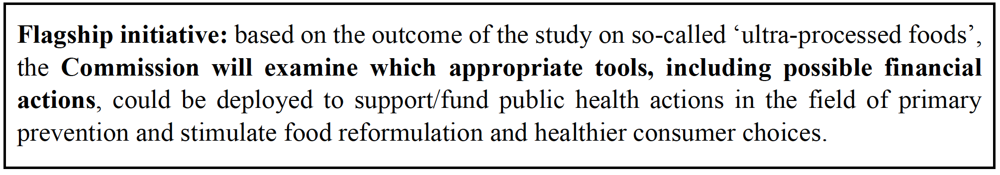 Flagship initiative: based on the outcome of the study on so-called ‘ultra-processed foods’,
the Commission will examine which appropriate tools, including possible financial
actions, could be deployed to support/fund public health actions in the field of primary
prevention and stimulate food reformulation and healthier consumer choices.